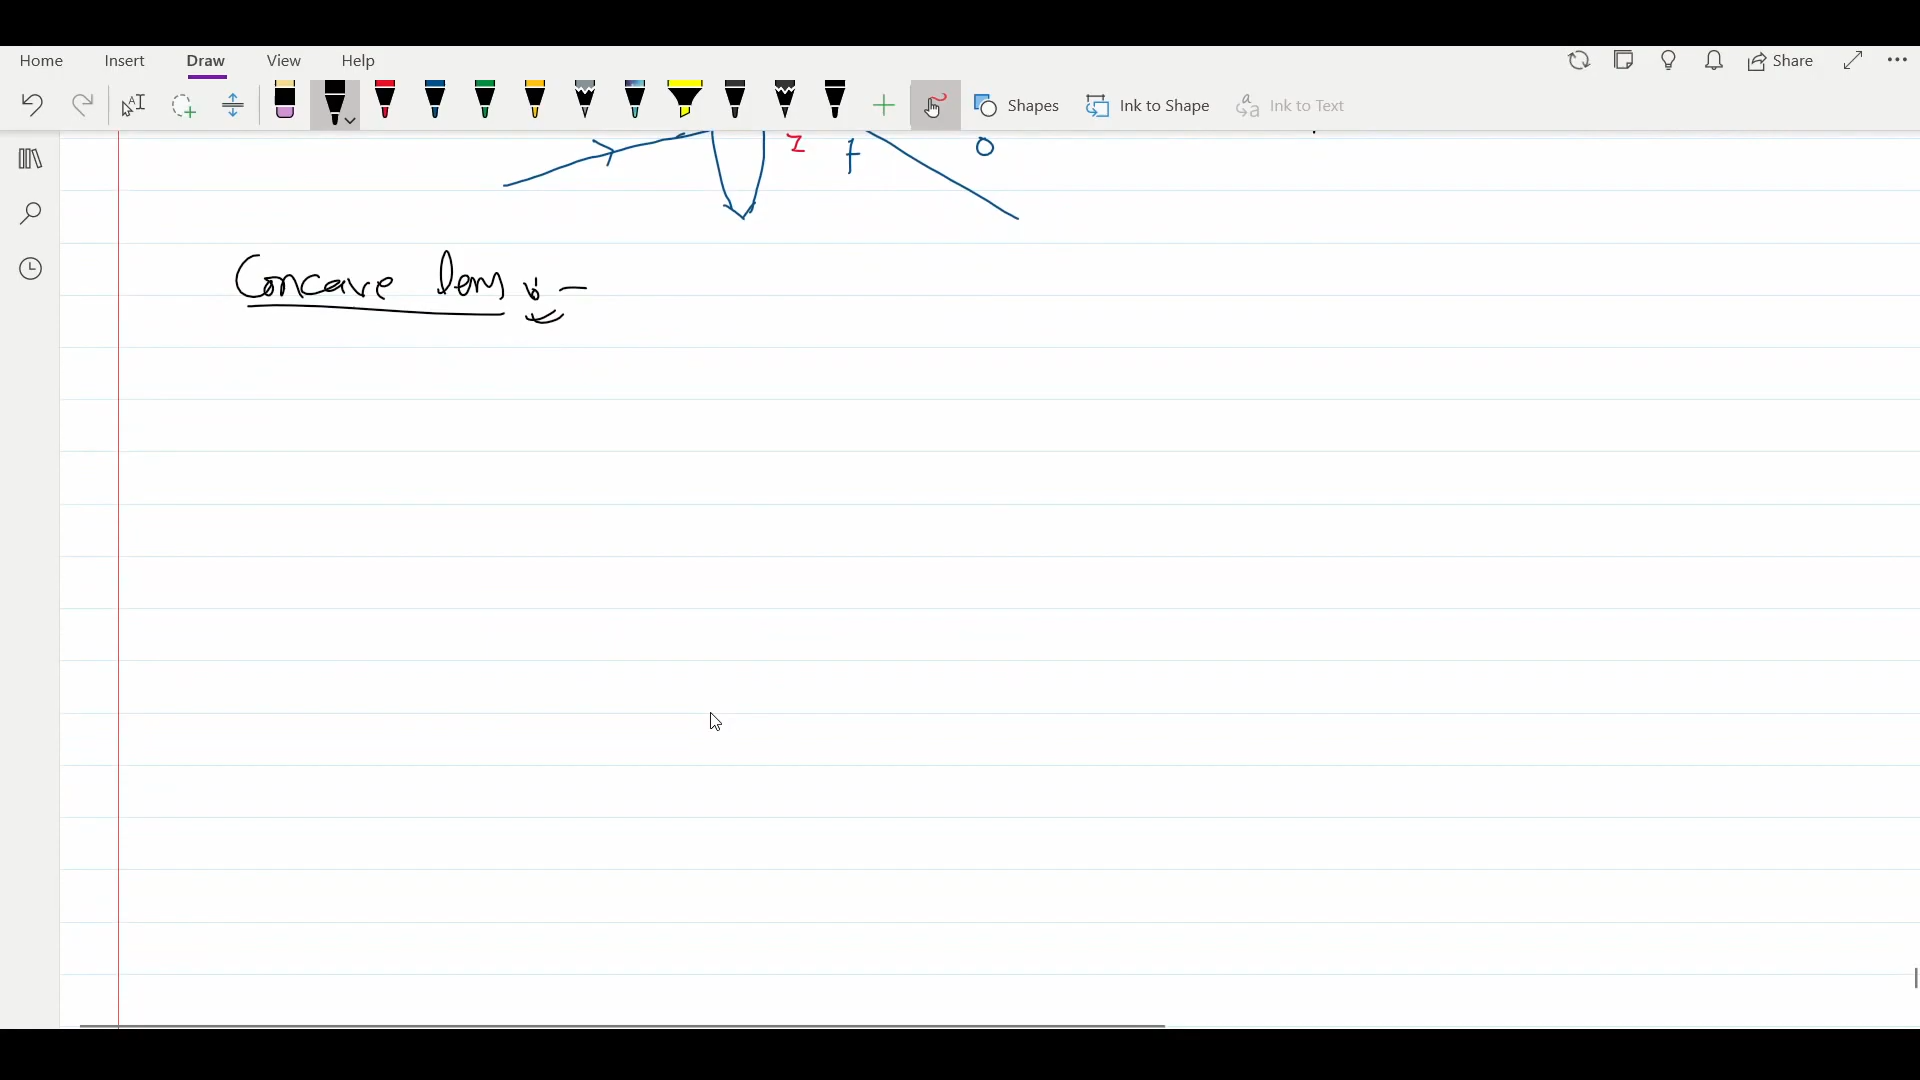 Home Insert Draw View Help Share
Shapes Ink to Shape Ink to Text
I f O
Concave lens :-